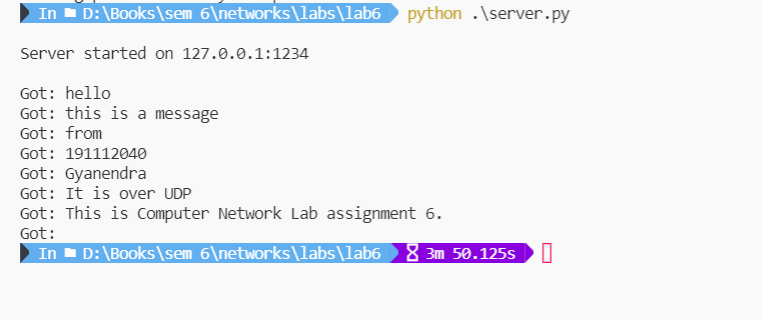 In D:\Books\sem 6\networks\labs\lab6 python .\server.py
Server started on 127.0.0.1:1234
Got: hello
Got: this is a message
Got: from
Got: 191112040
Got: Gyanendra
Got: It is over UDP
Got: This is Computer Network Lab assignment 6.
Got:
In D:\Books\sem 6\networks\labs\lab6 3m 50.125s